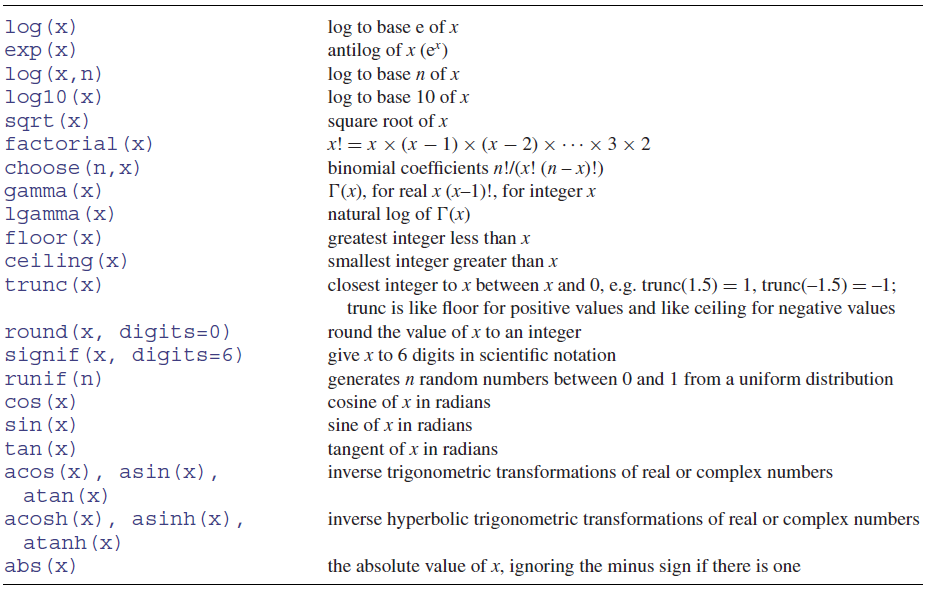 log(x) log to base e of x
exp(x) antilog of x (eˣ)
log(x,n) log to base n of x
log10(x) log to base 10 of x
sqrt(x) square root of x
factorial(x) x! = x × (x − 1) × (x − 2) × ⋯ × 3 × 2
choose(n,x) binomial coefficients n!/(x! (n – x)!)
gamma(x) Γ(x), for real x (x–1)!, for integer x
lgamma(x) natural log of Γ(x)
floor(x) greatest integer less than x
ceiling(x) smallest integer greater than x
trunc(x) closest integer to x between x and 0, e.g. trunc(1.5) = 1, trunc(–1.5) = –1;
trunc is like floor for positive values and like ceiling for negative values
round(x, digits=0) round the value of x to an integer
signif(x, digits=6) give x to 6 digits in scientific notation
runif(n) generates n random numbers between 0 and 1 from a uniform distribution
cos(x) cosine of x in radians
sin(x) sine of x in radians
tan(x) tangent of x in radians
acos(x), asin(x), inverse trigonometric transformations of real or complex numbers
atan(x)
acosh(x), asinh(x), inverse hyperbolic trigonometric transformations of real or complex numbers
atanh(x)
abs(x) the absolute value of x, ignoring the minus sign if there is one